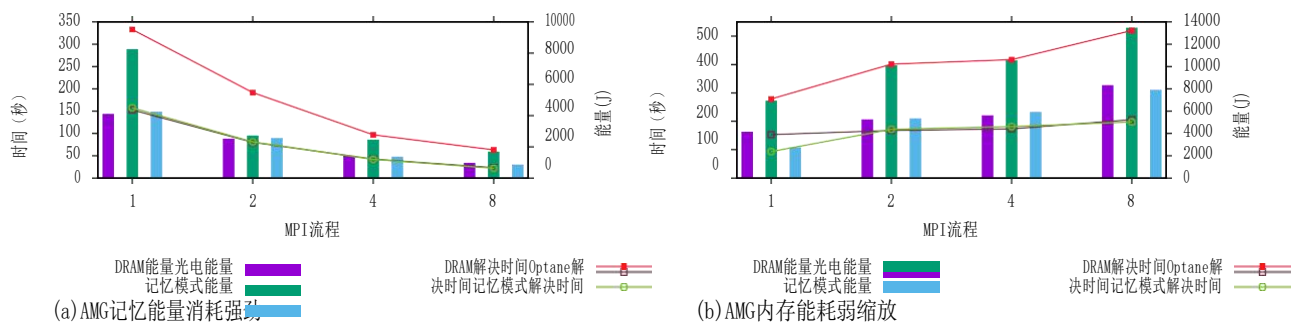 350
300
250
200
150
100
50
0
时间（秒）
10000
8000
6000
4000
2000
0
能量(J)
1 2 4 8
MPI流程
DRAM能量光电能量
记忆模式能量
DRAM解决时间Optane解
决时间记忆模式解决时间
(a)AMG记忆能量消耗强劲
500
400
300
200
100
0
时间（秒）
14000
12000
10000
8000
6000
4000
2000
0
能量(J)
1 2 4 8
MPI流程
DRAM能量光电能量
记忆模式能量
DRAM解决时间Optane解
决时间记忆模式解决时间
(b)AMG内存能耗弱缩放